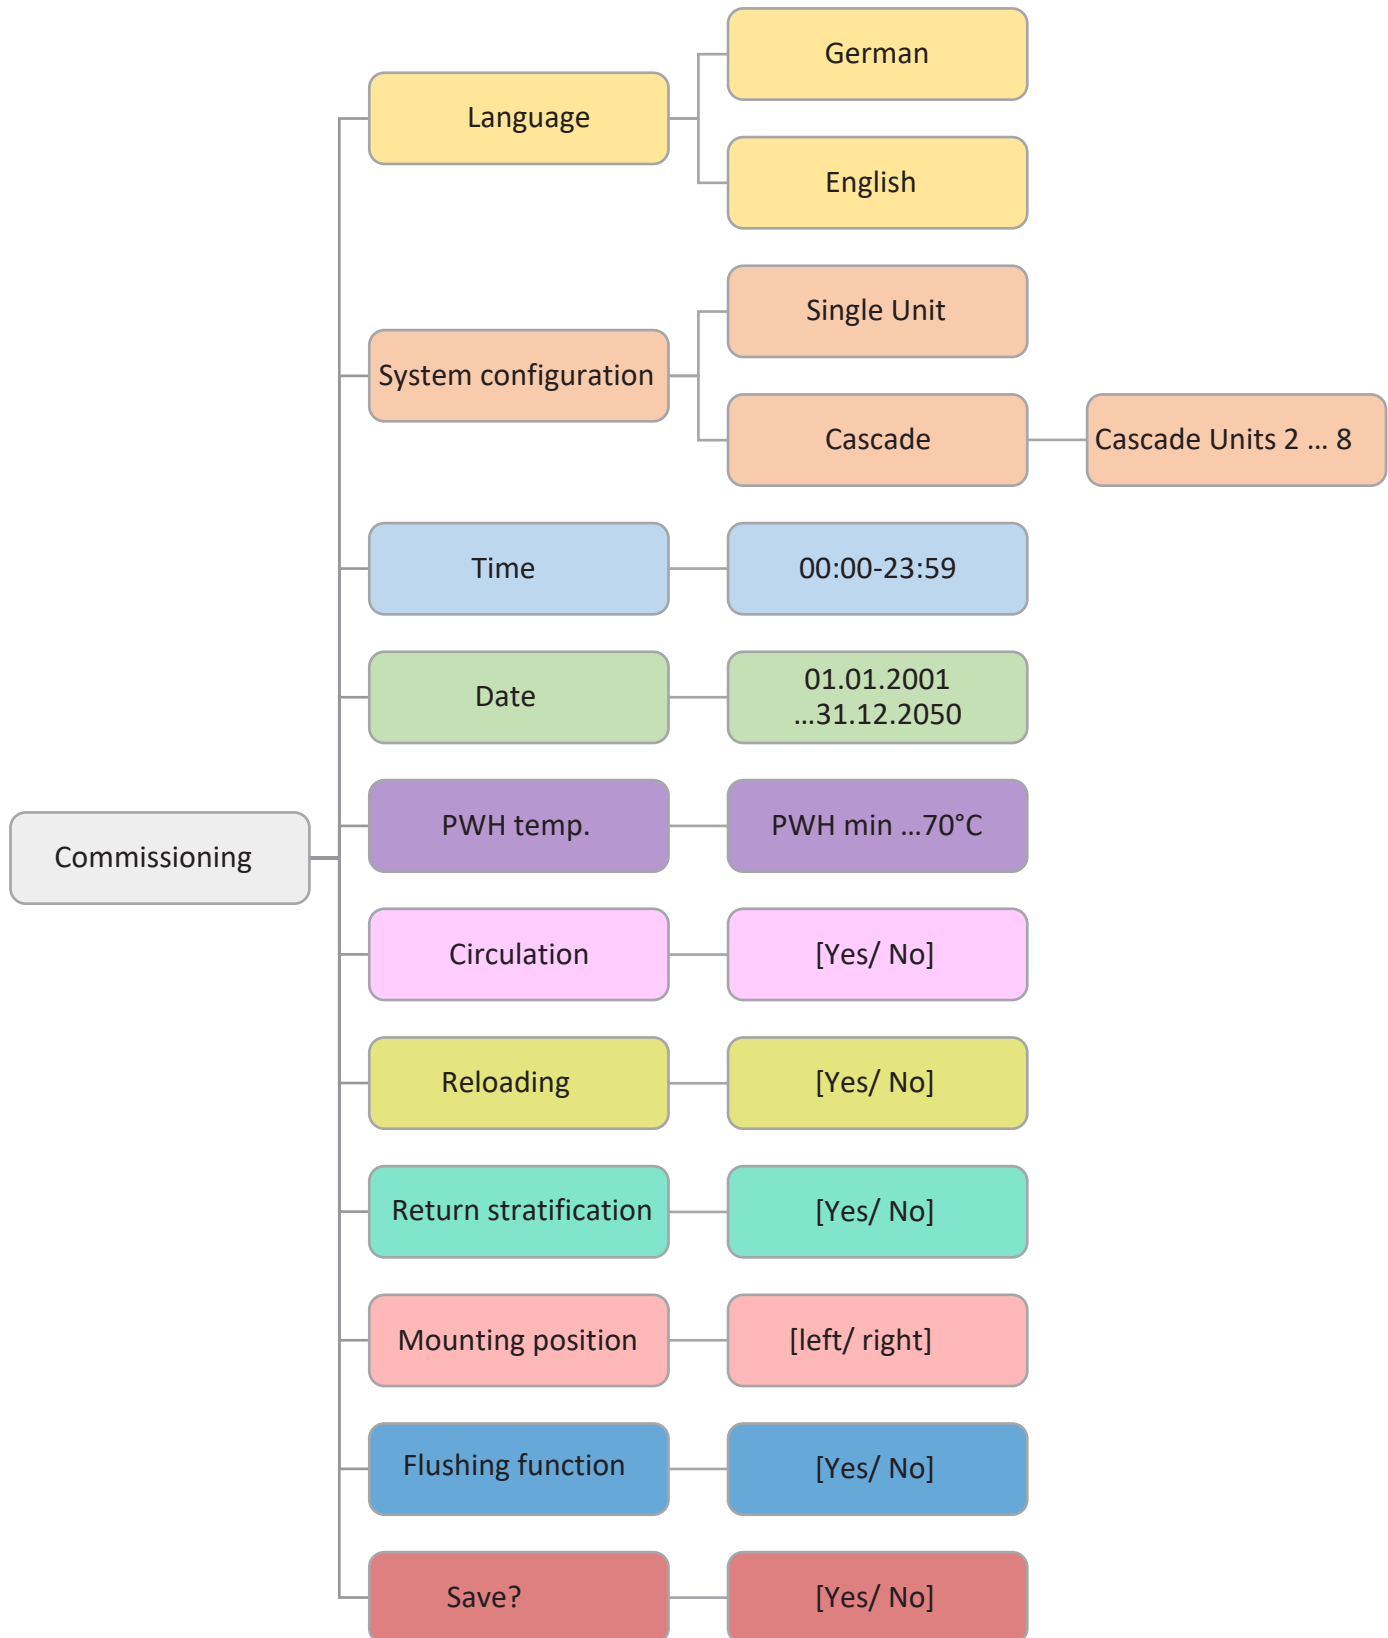 Commissioning
Language
German
English
System configuration
Single Unit
Cascade
Cascade Units 2 ... 8
Time
00:00-23:59
Date
01.01.2001
...31.12.2050
PWH temp.
PWH min ...70°C
Circulation
[Yes/ No]
Reloading
[Yes/ No]
Return stratification
[Yes/ No]
Mounting position
[left/ right]
Flushing function
[Yes/ No]
Save?
[Yes/ No]